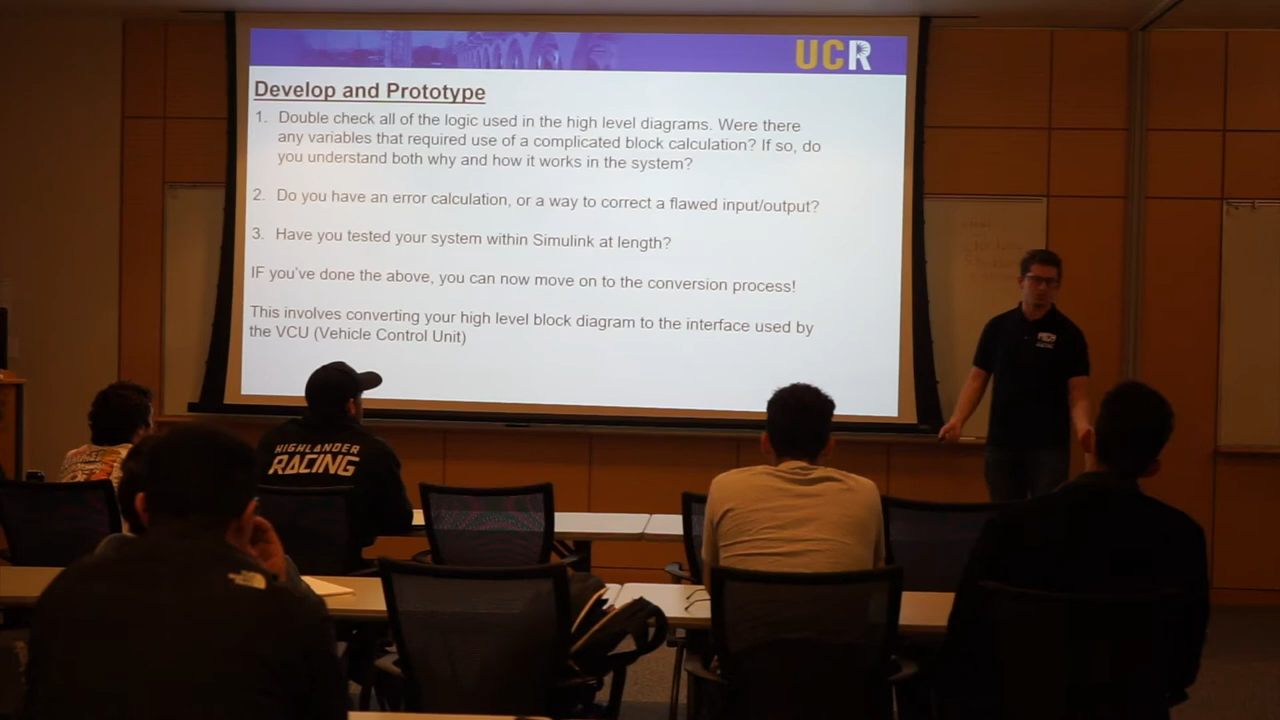 UCR
Develop and Prototype
1. Double check all of the logic used in the high level diagrams. Were there
any variables that required use of a complicated block calculation? If so, do
you understand both why and how it works in the system?
2. Do you have an error calculation, or a way to correct a flawed input/output?
3. Have you tested your system within Simulink at length?
IF you've done the above, you can now move on to the conversion process!
This involves converting your high level block diagram to the interface used by
the VCU (Vehicle Control Unit)
HIGHLANDER
RACING